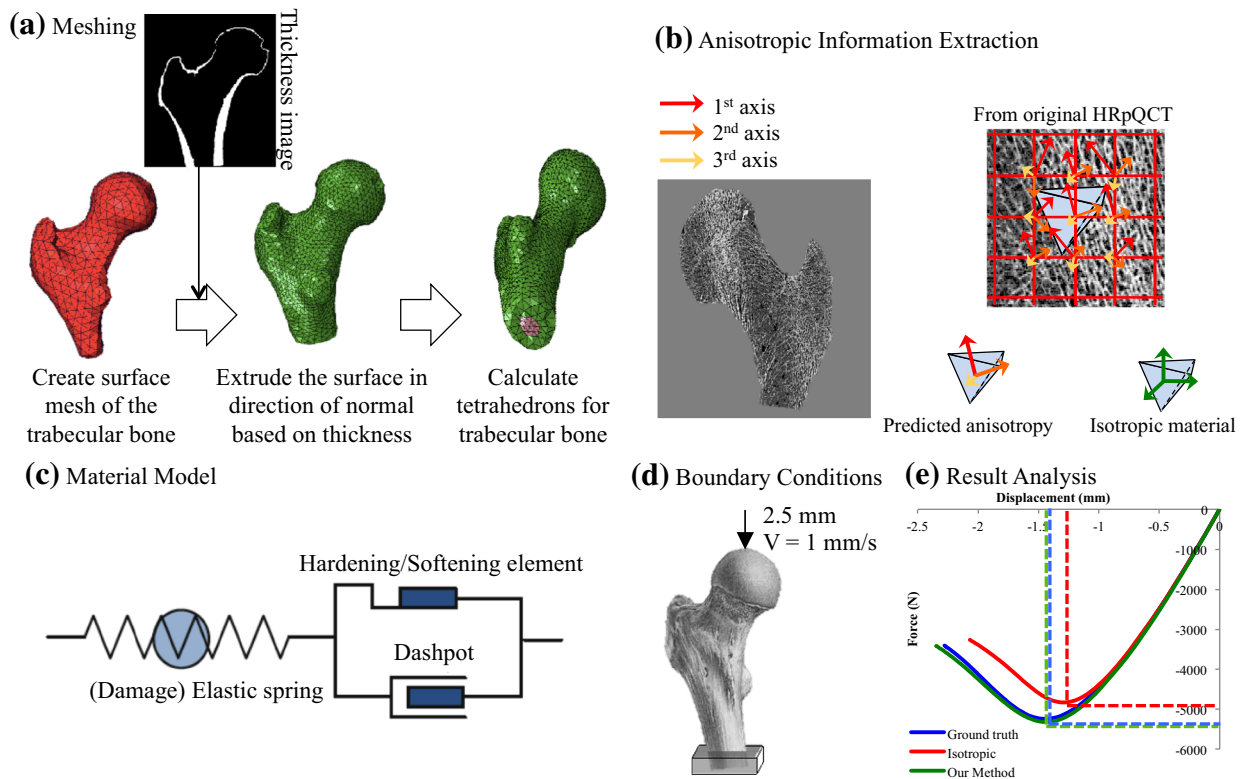 (a) Meshing
Thickness image
Create surface
mesh of the
trabecular bone
Extrude the surface in
direction of normal
based on thickness
Calculate
tetrahedrons for
trabecular bone
(b) Anisotropic Information Extraction
1st axis
2nd axis
3rd axis
From original HRpQCT
Predicted anisotropy
Isotropic material
(c) Material Model
Hardening/Softening element
Dashpot
(Damage) Elastic spring
(d) Boundary Conditions
2.5 mm
V = 1 mm/s
(e) Result Analysis
Displacement (mm)
-2.5 -2 -1.5 -1 -0.5 0
0
-1000
-2000
-3000
-4000
-5000
-6000
Force (N)
Ground truth
Isotropic
Our Method